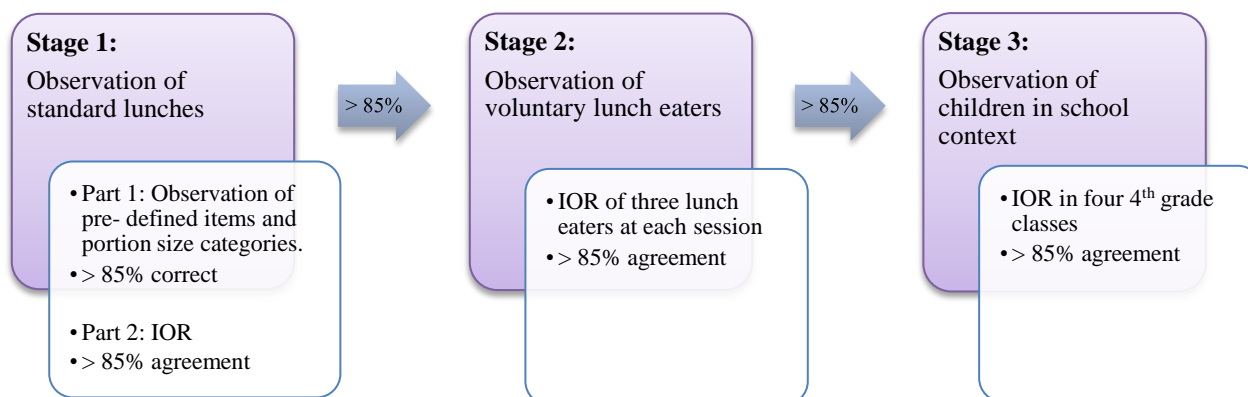 Stage 1:
Observation of
standard lunches
• Part 1: Observation of
pre- defined items and
portion size categories.
• > 85% correct
• Part 2: IOR
• > 85% agreement
> 85%
Stage 2:
Observation of
voluntary lunch eaters
• IOR of three lunch
eaters at each session
• > 85% agreement
> 85%
Stage 3:
Observation of
children in school
context
• IOR in four 4th grade
classes
• > 85% agreement